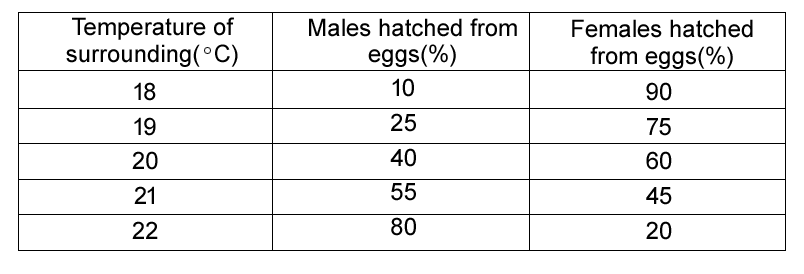 Temperature of surrounding(°C) Males hatched from eggs(%) Females hatched from eggs(%)
18 10 90
19 25 75
20 40 60
21 55 45
22 80 20